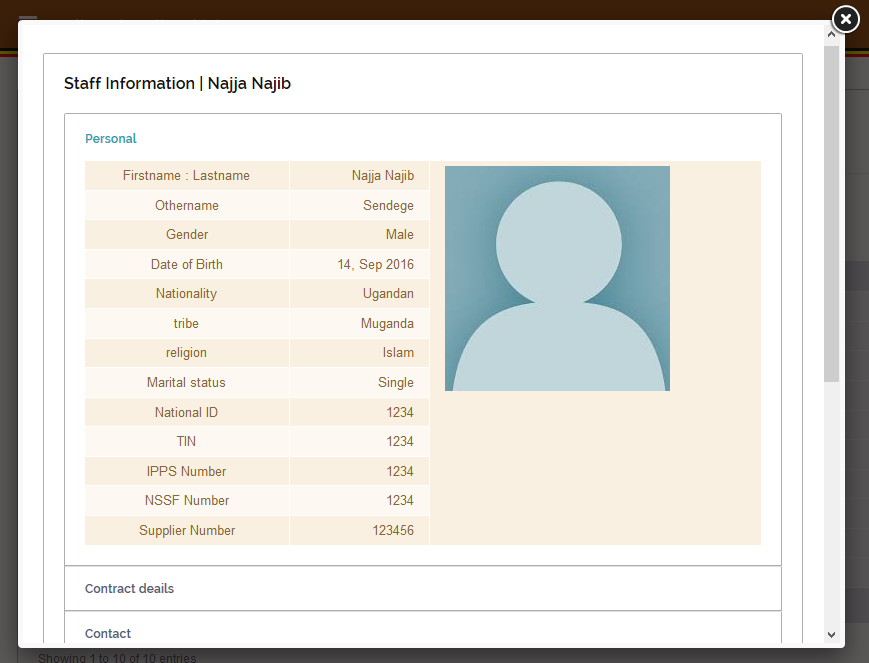 Staff Information | Najja Najib
Personal
Firstname : Lastname Najja Najib
Othername Sendege
Gender Male
Date of Birth 14, Sep 2016
Nationality Ugandan
tribe Muganda
religion Islam
Marital status Single
National ID 1234
TIN 1234
IPPS Number 1234
NSSF Number 1234
Supplier Number 123456
Contract deails
Contact
Showing 1 to 10 of 10 entries